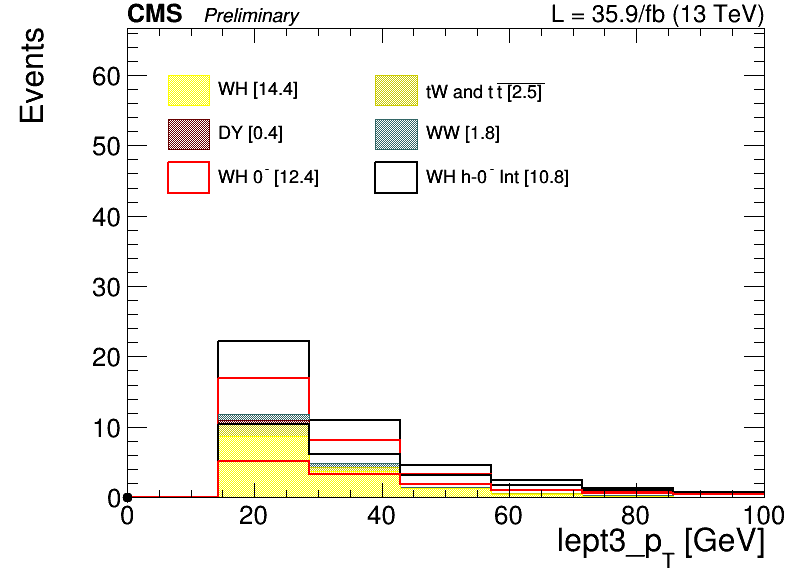 CMS Preliminary L = 35.9/fb (13 TeV)
Events
60
50
40
30
20
10
0
WH [14.4] tW and t t [2.5]
DY [0.4] WW [1.8]
WH 0⁻ [12.4] WH h-0⁻ Int [10.8]
0 20 40 60 80 100
lept3_p_T [GeV]